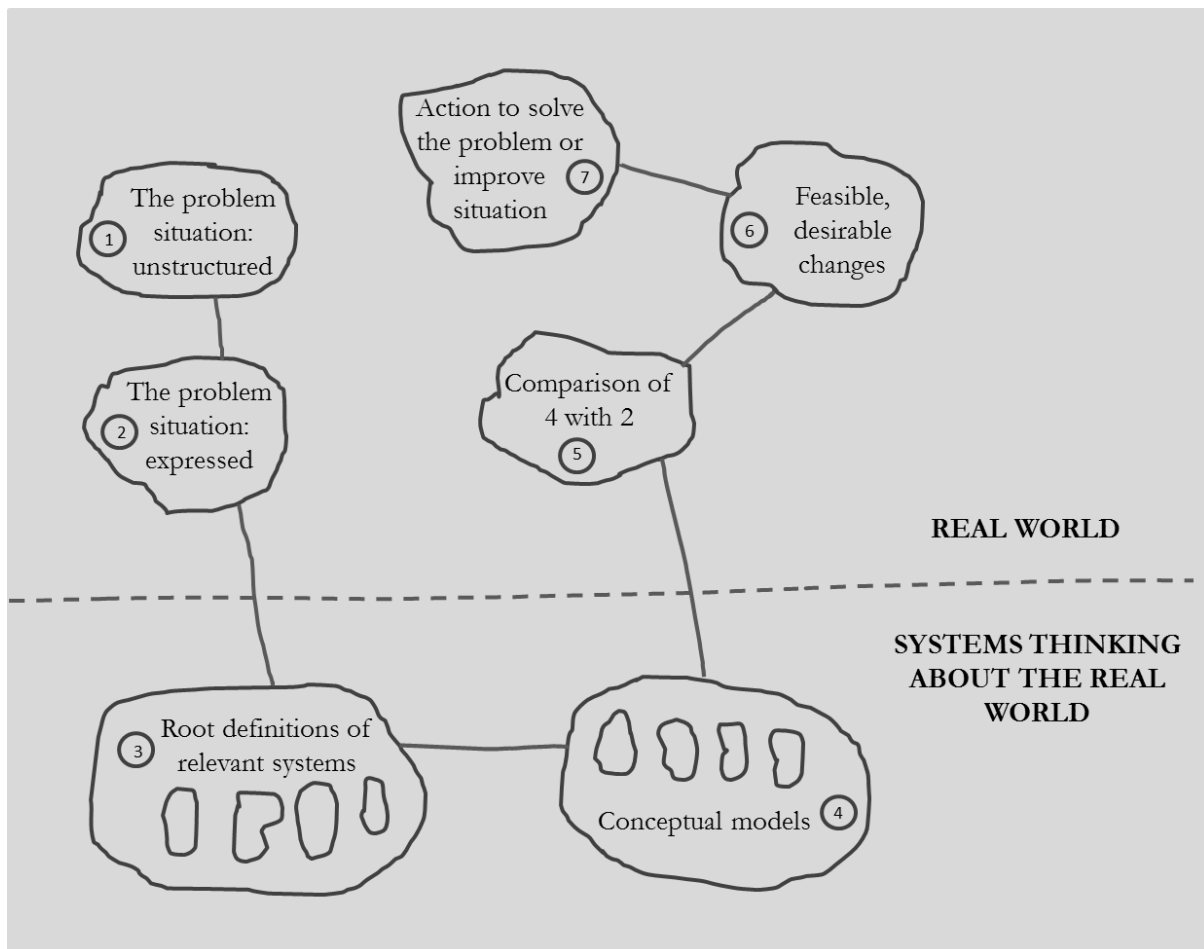 The problem
situation:
unstructured
1
The problem
situation:
expressed
2
3
Root definitions of
relevant systems
Conceptual models
4
Comparison of
4 with 2
5
Feasible,
desirable
changes
6
Action to solve
the problem or
improve
situation
7
REAL WORLD
SYSTEMS THINKING
ABOUT THE REAL
WORLD